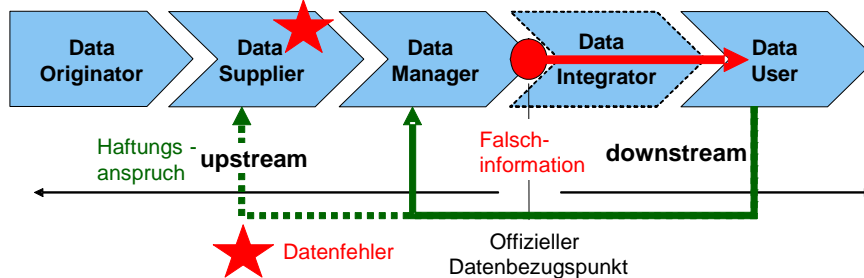 Data
Originator
Data
Supplier
Data
Manager
Data
Integrator
Data
User
Haftungs -
anspruch
upstream
Falsch-
information
downstream
Datenfehler
Offizieller
Datenbezugspunkt